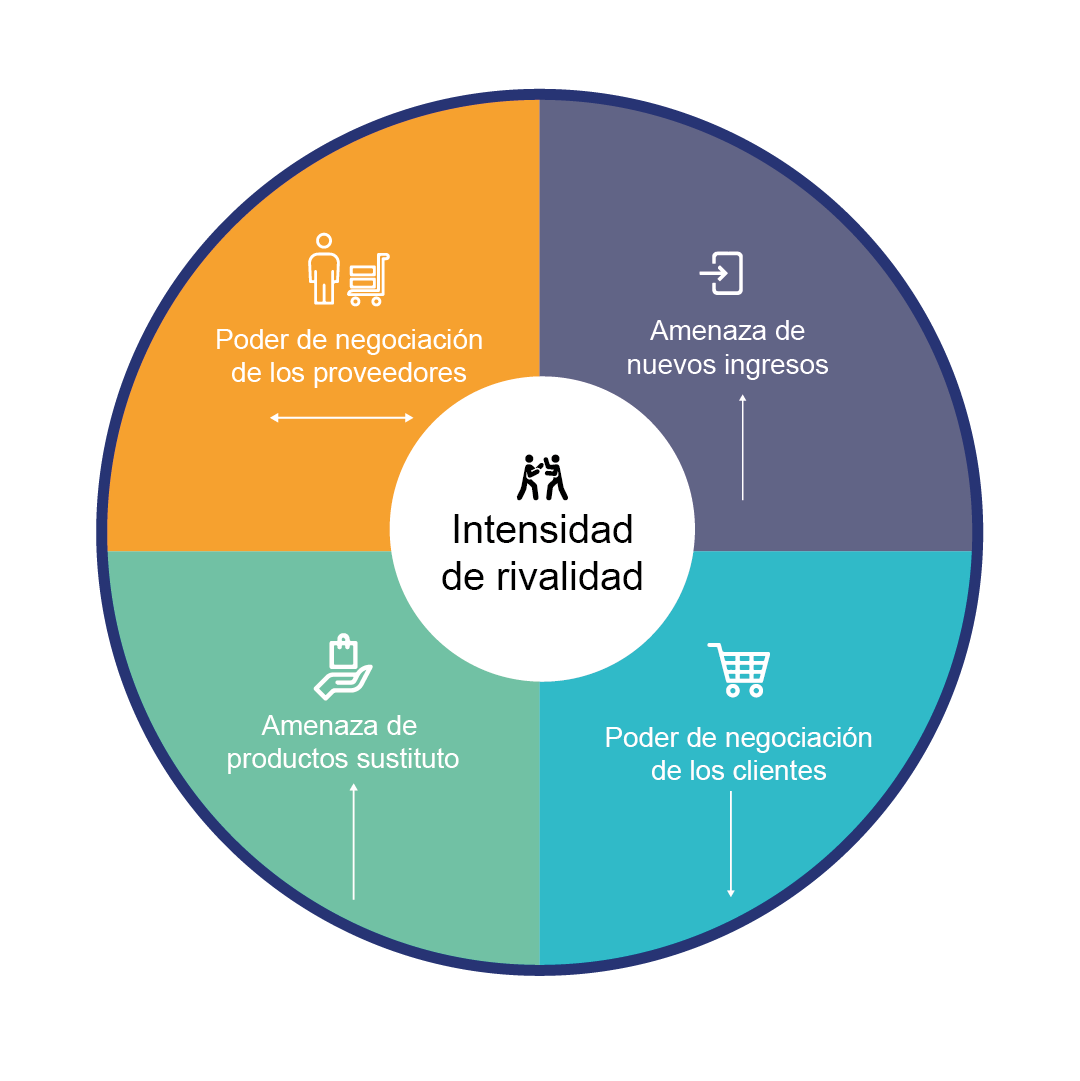 Poder de negociación
de los proveedores
Amenaza de
nuevos ingresos
Intensidad
de rivalidad
Amenaza de
productos sustituto
Poder de negociación
de los clientes